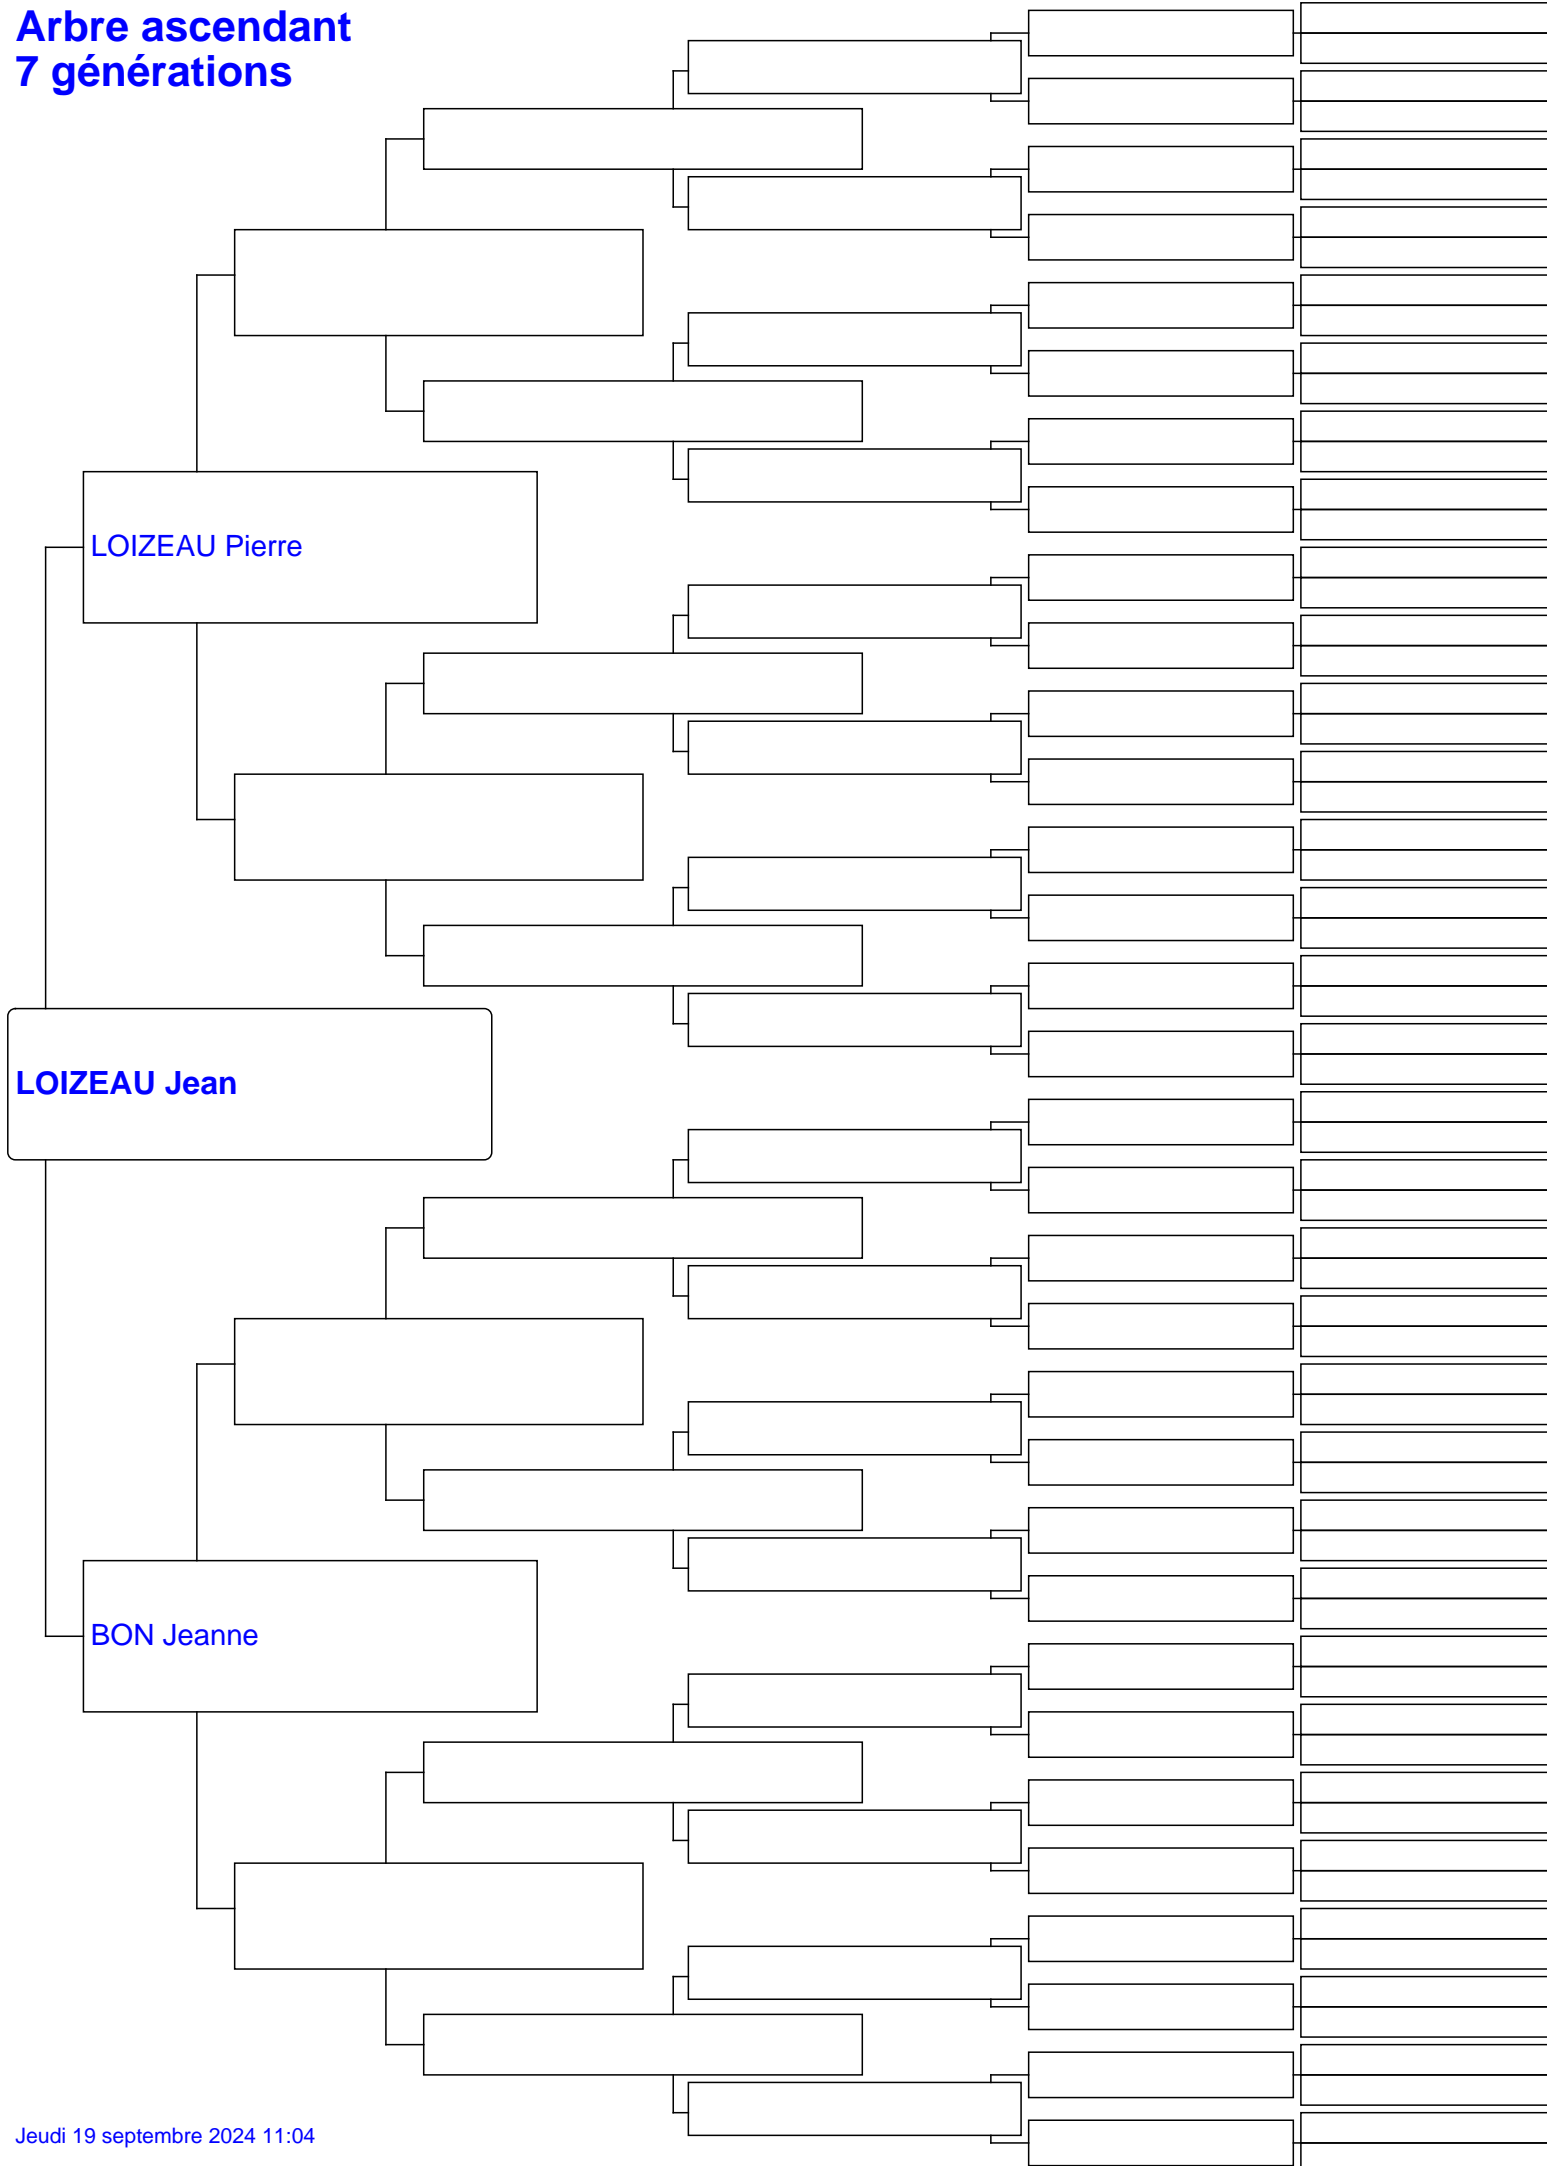 Arbre ascendant
7 générations
LOIZEAU Pierre
LOIZEAU Jean
BON Jeanne
Jeudi 19 septembre 2024 11:04